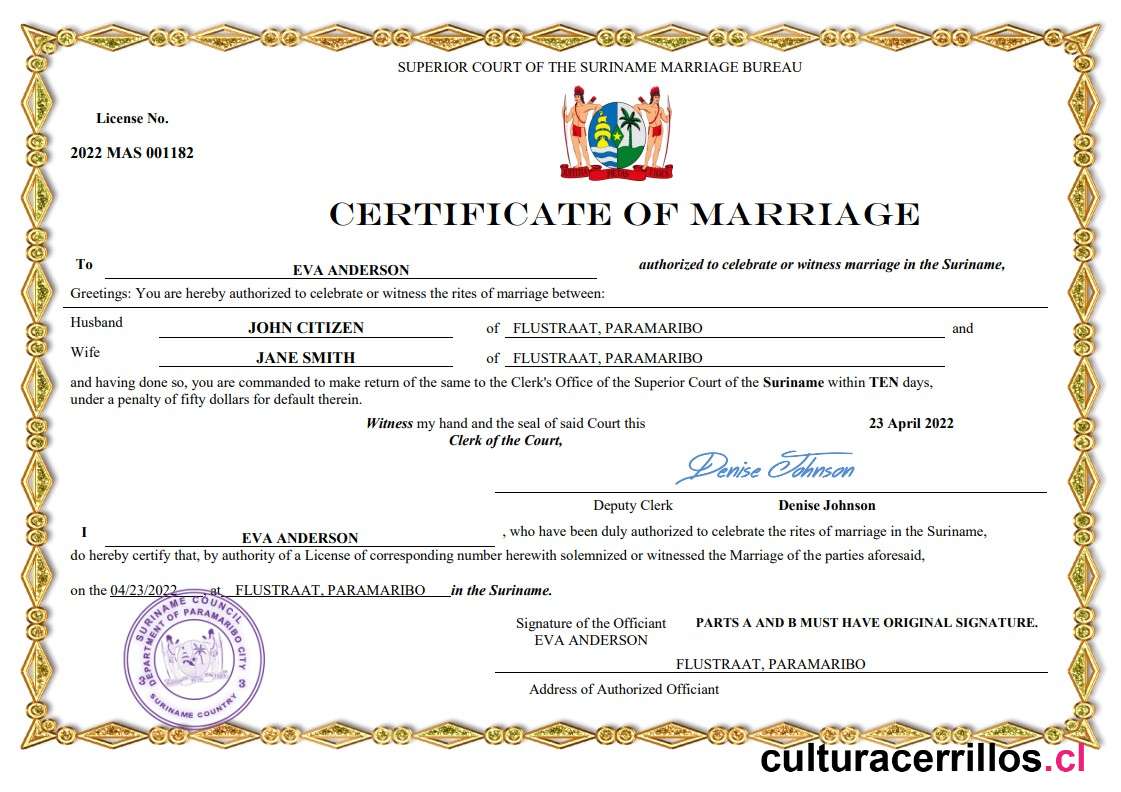 SUPERIOR COURT OF THE SURINAME MARRIAGE BUREAU
License No.
2022 MAS 001182
CERTIFICATE OF MARRIAGE
To EVA ANDERSON authorized to celebrate or witness marriage in the Suriname,
Greetings: You are hereby authorized to celebrate or witness the rites of marriage between:
Husband JOHN CITIZEN of FLUSTRAAT, PARAMARIBO and
Wife JANE SMITH of FLUSTRAAT, PARAMARIBO
and having done so, you are commanded to make return of the same to the Clerk's Office of the Superior Court of the Suriname within TEN days,
under a penalty of fifty dollars for default therein.
Witness my hand and the seal of said Court this 23 April 2022
Clerk of the Court,
Denise Johnson
Deputy Clerk Denise Johnson
I EVA ANDERSON , who have been duly authorized to celebrate the rites of marriage in the Suriname,
do hereby certify that, by authority of a License of corresponding number herewith solemnized or witnessed the Marriage of the parties aforesaid,
on the 04/23/2022 at FLUSTRAAT, PARAMARIBO in the Suriname.
SURINAME COUNCIL
DEPARTMENT OF PARAMARIBO CITY
3 3
SURINAME COUNTRY
Signature of the Officiant PARTS A AND B MUST HAVE ORIGINAL SIGNATURE.
EVA ANDERSON
FLUSTRAAT, PARAMARIBO
Address of Authorized Officiant
culturacerrillos.cl